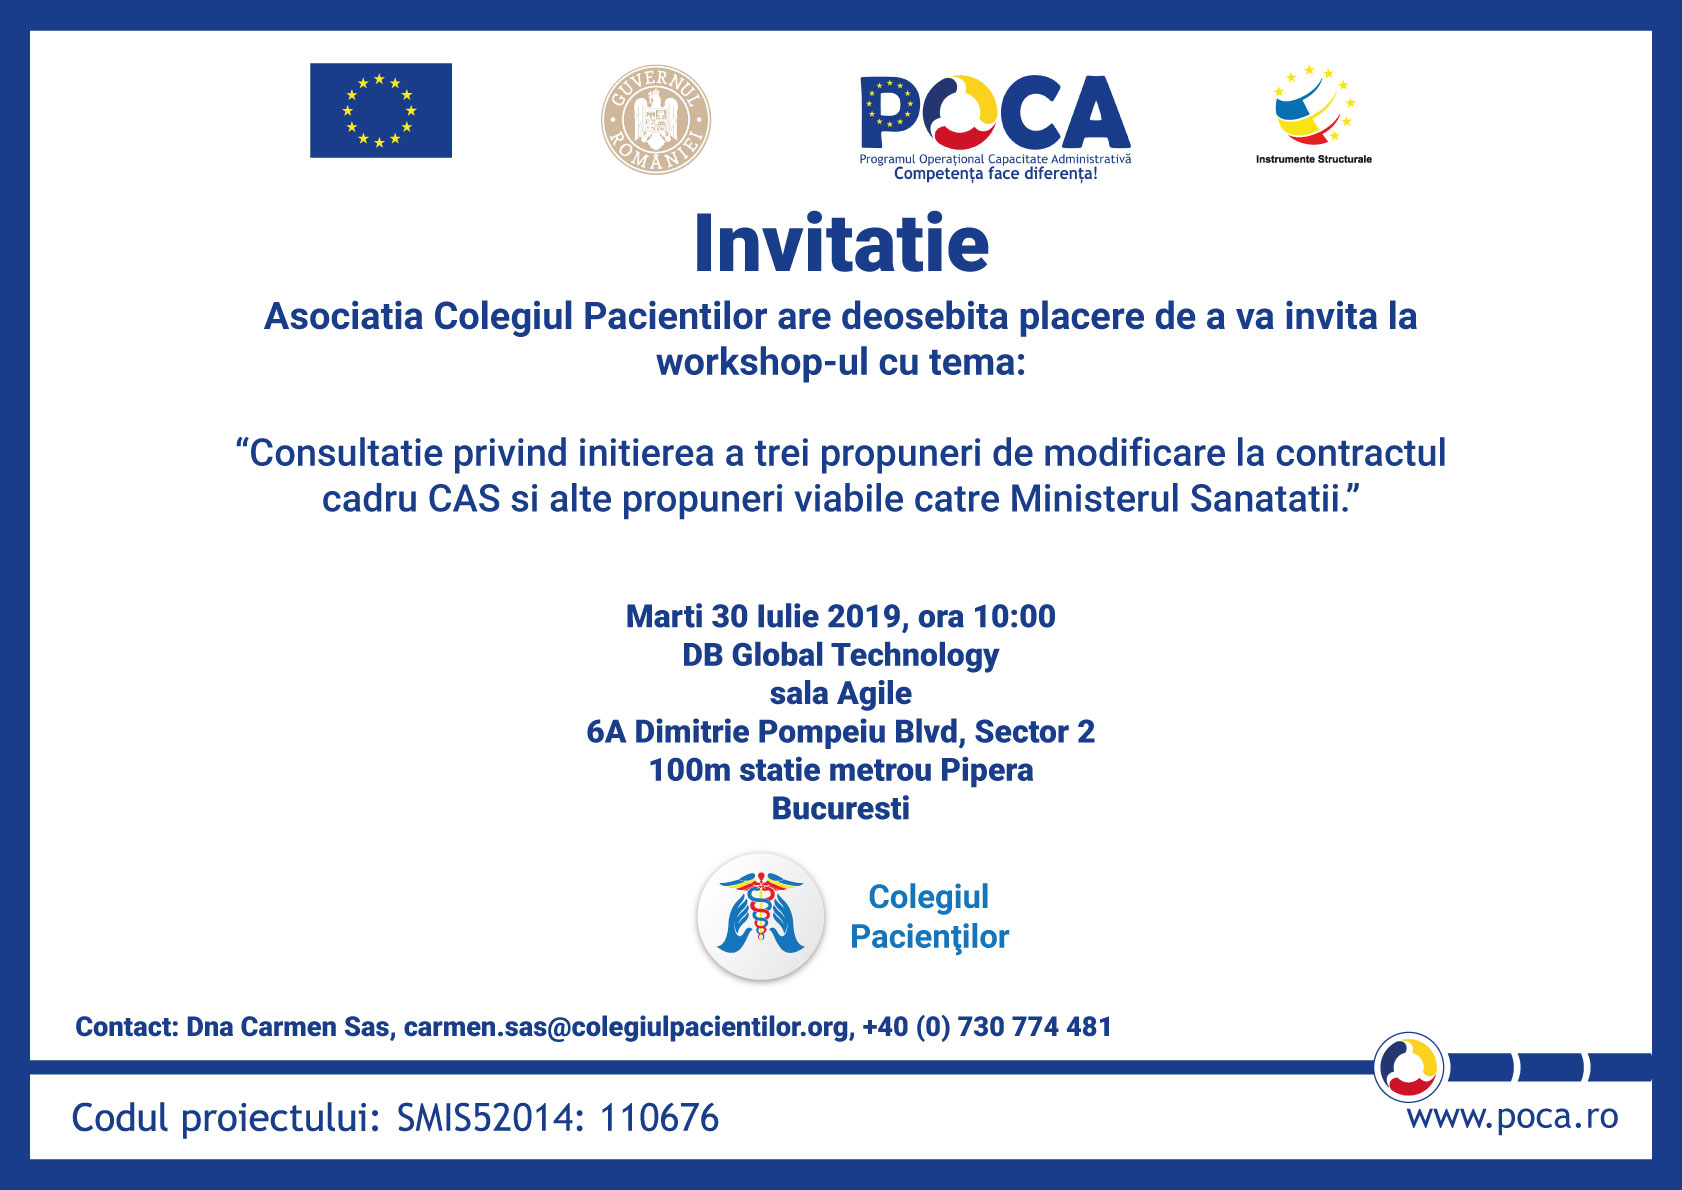 GUVERNUL ROMÂNIEI
POCA
Programul Operațional Capacitate Administrativă
Competența face diferența!
Instrumente Structurale
Invitatie
Asociatia Colegiul Pacientilor are deosebita placere de a va invita la
workshop-ul cu tema:
“Consultatie privind initierea a trei propuneri de modificare la contractul
cadru CAS si alte propuneri viabile catre Ministerul Sanatatii.”
Marti 30 Iulie 2019, ora 10:00
DB Global Technology
sala Agile
6A Dimitrie Pompeiu Blvd, Sector 2
100m statie metrou Pipera
Bucuresti
Colegiul
Pacienţilor
Contact: Dna Carmen Sas, carmen.sas@colegiulpacientilor.org, +40 (0) 730 774 481
Codul proiectului: SMIS52014: 110676
www.poca.ro